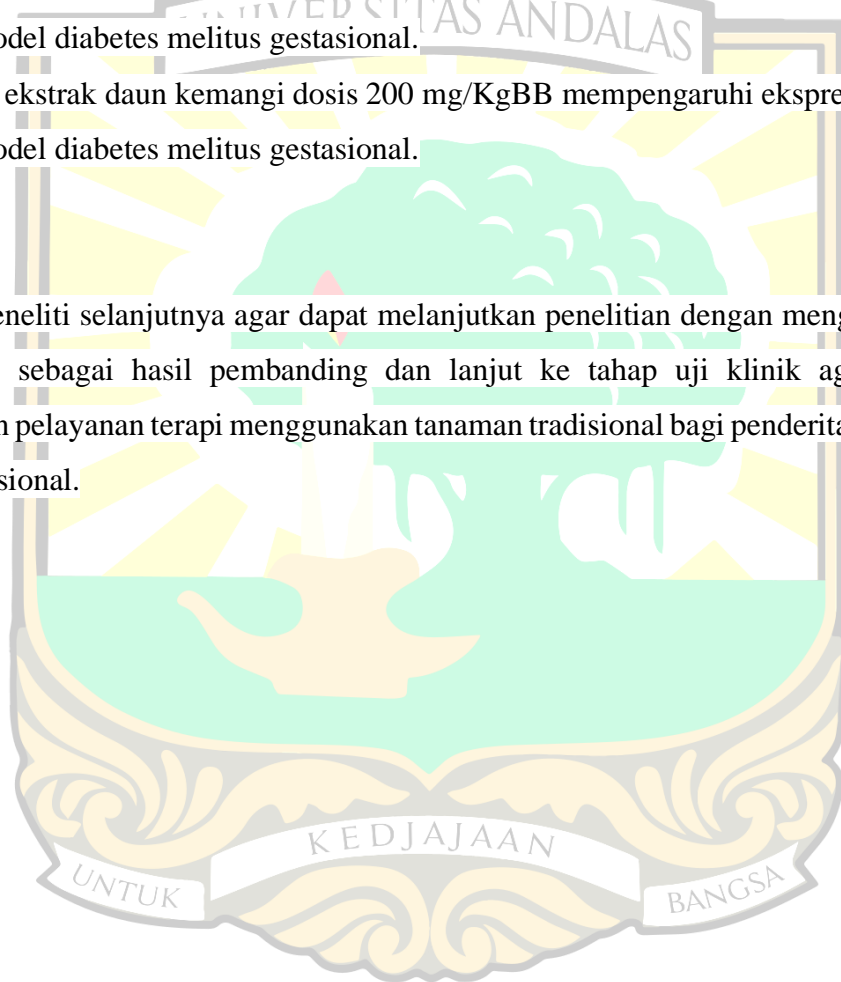 UNIVERSITAS ANDALAS
odel diabetes melitus gestasional.
ekstrak daun kemangi dosis 200 mg/KgBB mempengaruhi ekspre
odel diabetes melitus gestasional.
eneliti selanjutnya agar dapat melanjutkan penelitian dengan meng
sebagai hasil pembanding dan lanjut ke tahap uji klinik ag
n pelayanan terapi menggunakan tanaman tradisional bagi penderita
sional.
KEDJAJAAN
UNTUK
BANGSA